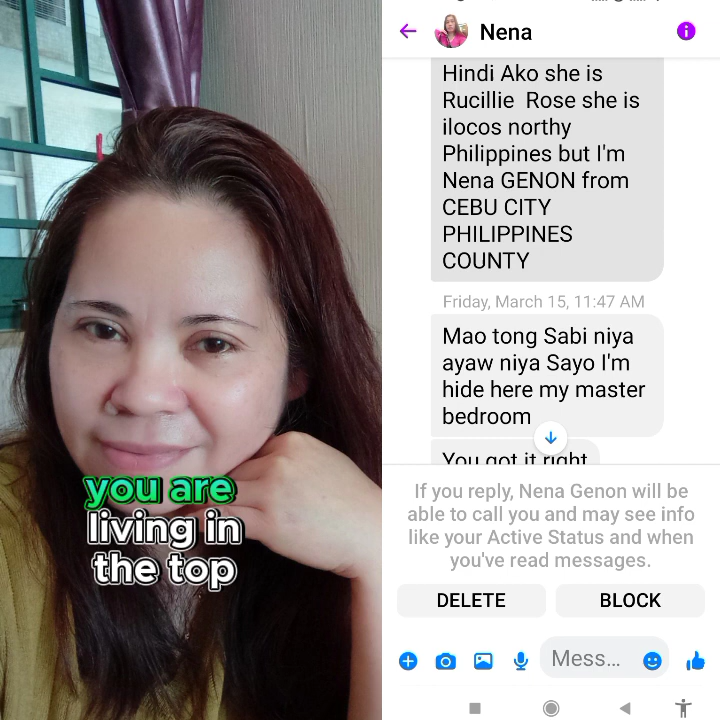 you are
living in
the top
Nena
Hindi Ako she is
Rucillie Rose she is
ilocos northy
Philippines but I'm
Nena GENON from
CEBU CITY
PHILIPPINES
COUNTY
Friday, March 15, 11:47 AM
Mao tong Sabi niya
ayaw niya Sayo I'm
hide here my master
bedroom
You got it right
If you reply, Nena Genon will be
able to call you and may see info
like your Active Status and when
you've read messages.
DELETE
BLOCK
Mess...